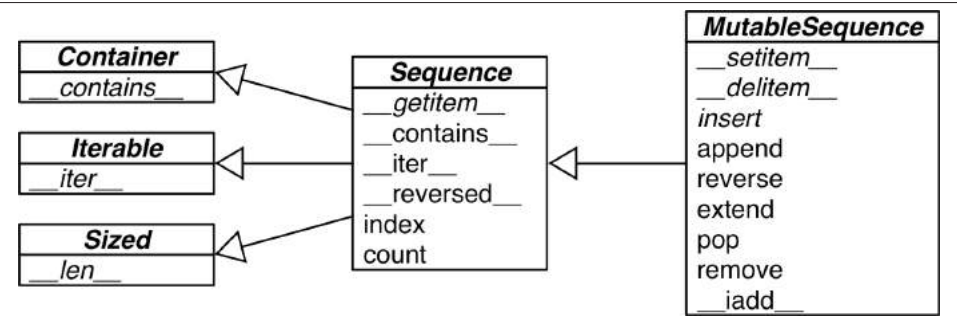 Container
__contains__
Iterable
__iter__
Sized
__len__
Sequence
__getitem__
__contains__
__iter__
__reversed__
index
count
MutableSequence
__setitem__
__delitem__
insert
append
reverse
extend
pop
remove
__iadd__